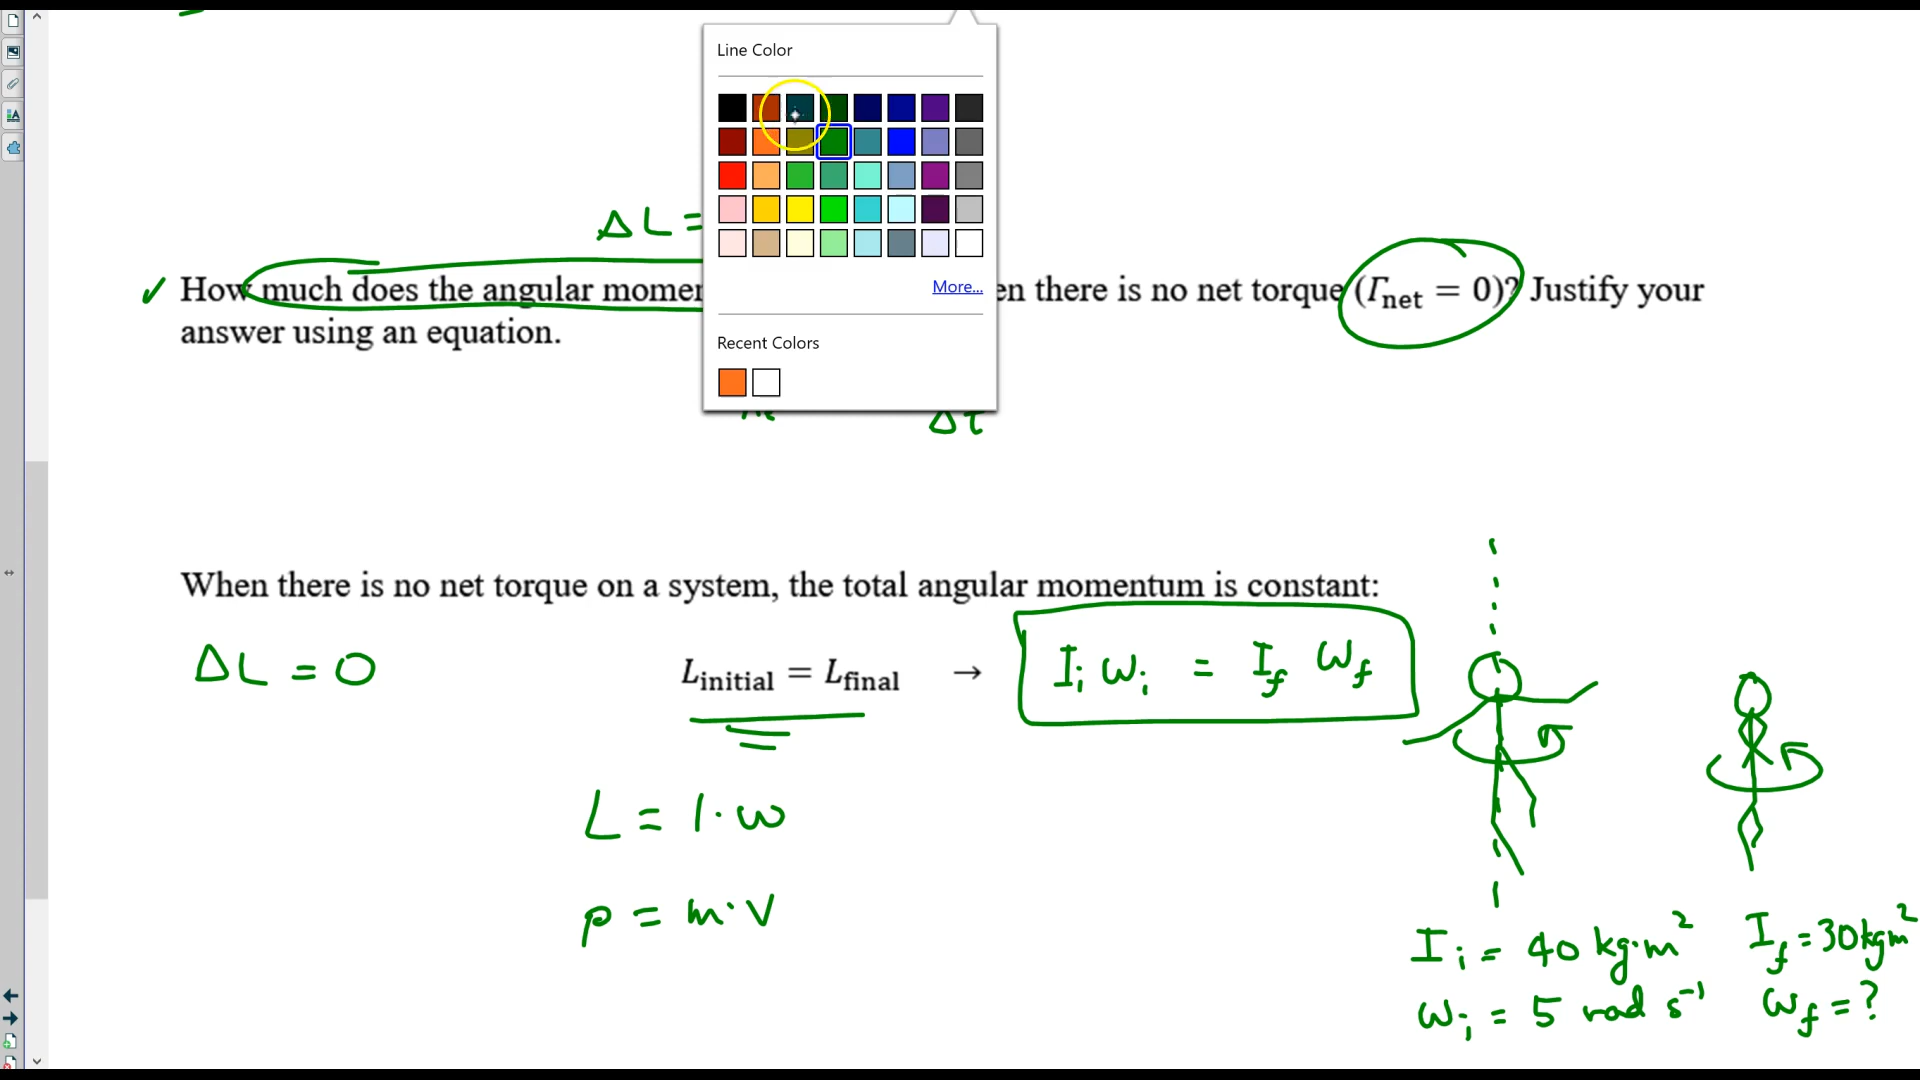 Line Color
More...
Recent Colors
Δ L =
✓ How much does the angular momen
en there is no net torque (Γnet = 0)? Justify your
answer using an equation.
Δt
When there is no net torque on a system, the total angular momentum is constant:
ΔL = 0
Linitial = Lfinal → Ii ωi = If ωf
L = I · ω
p = m · v
Ii = 40 kg·m² If = 30 kgm²
ωi = 5 rad s⁻¹ ωf = ?